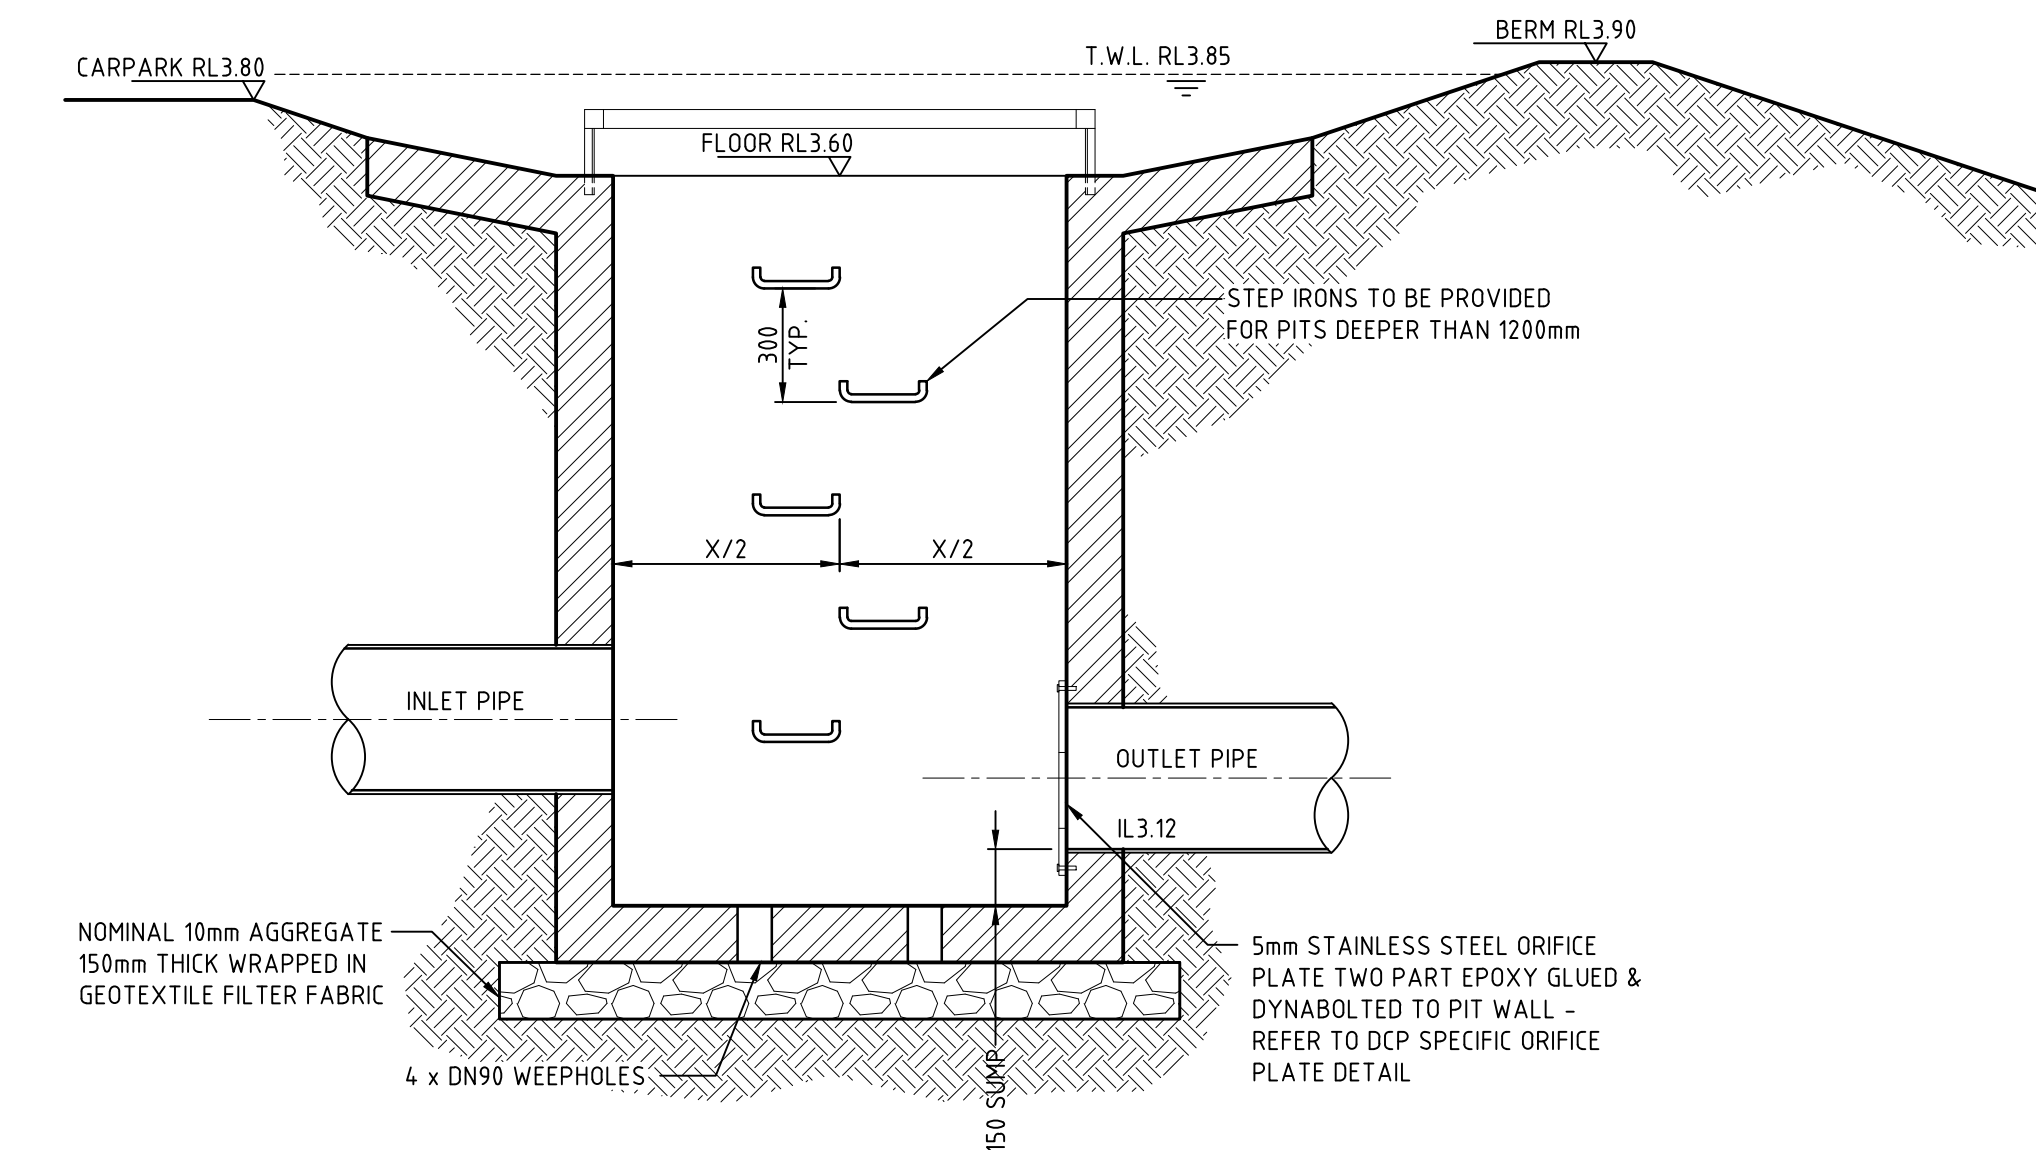 BERM RL3.90
T.W.L. RL3.85
CARPARK RL3.80
FLOOR RL3.60
STEP IRONS TO BE PROVIDED
FOR PITS DEEPER THAN 1200mm
300
TYP.
X/2
X/2
INLET PIPE
OUTLET PIPE
IL3.12
NOMINAL 10mm AGGREGATE
150mm THICK WRAPPED IN
GEOTEXTILE FILTER FABRIC
5mm STAINLESS STEEL ORIFICE
PLATE TWO PART EPOXY GLUED &
DYNABOLTED TO PIT WALL -
REFER TO DCP SPECIFIC ORIFICE
PLATE DETAIL
4 x DN90 WEEPHOLES
150 SUMP